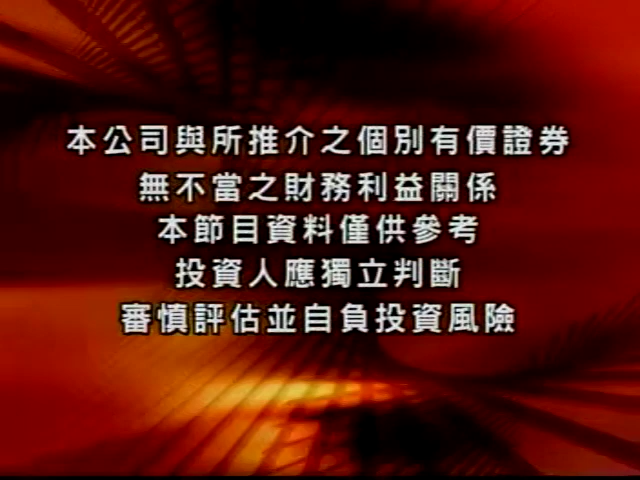 本公司與所推介之個別有價證券
無不當之財務利益關係
本節目資料僅供參考
投資人應獨立判斷
審慎評估並自負投資風險